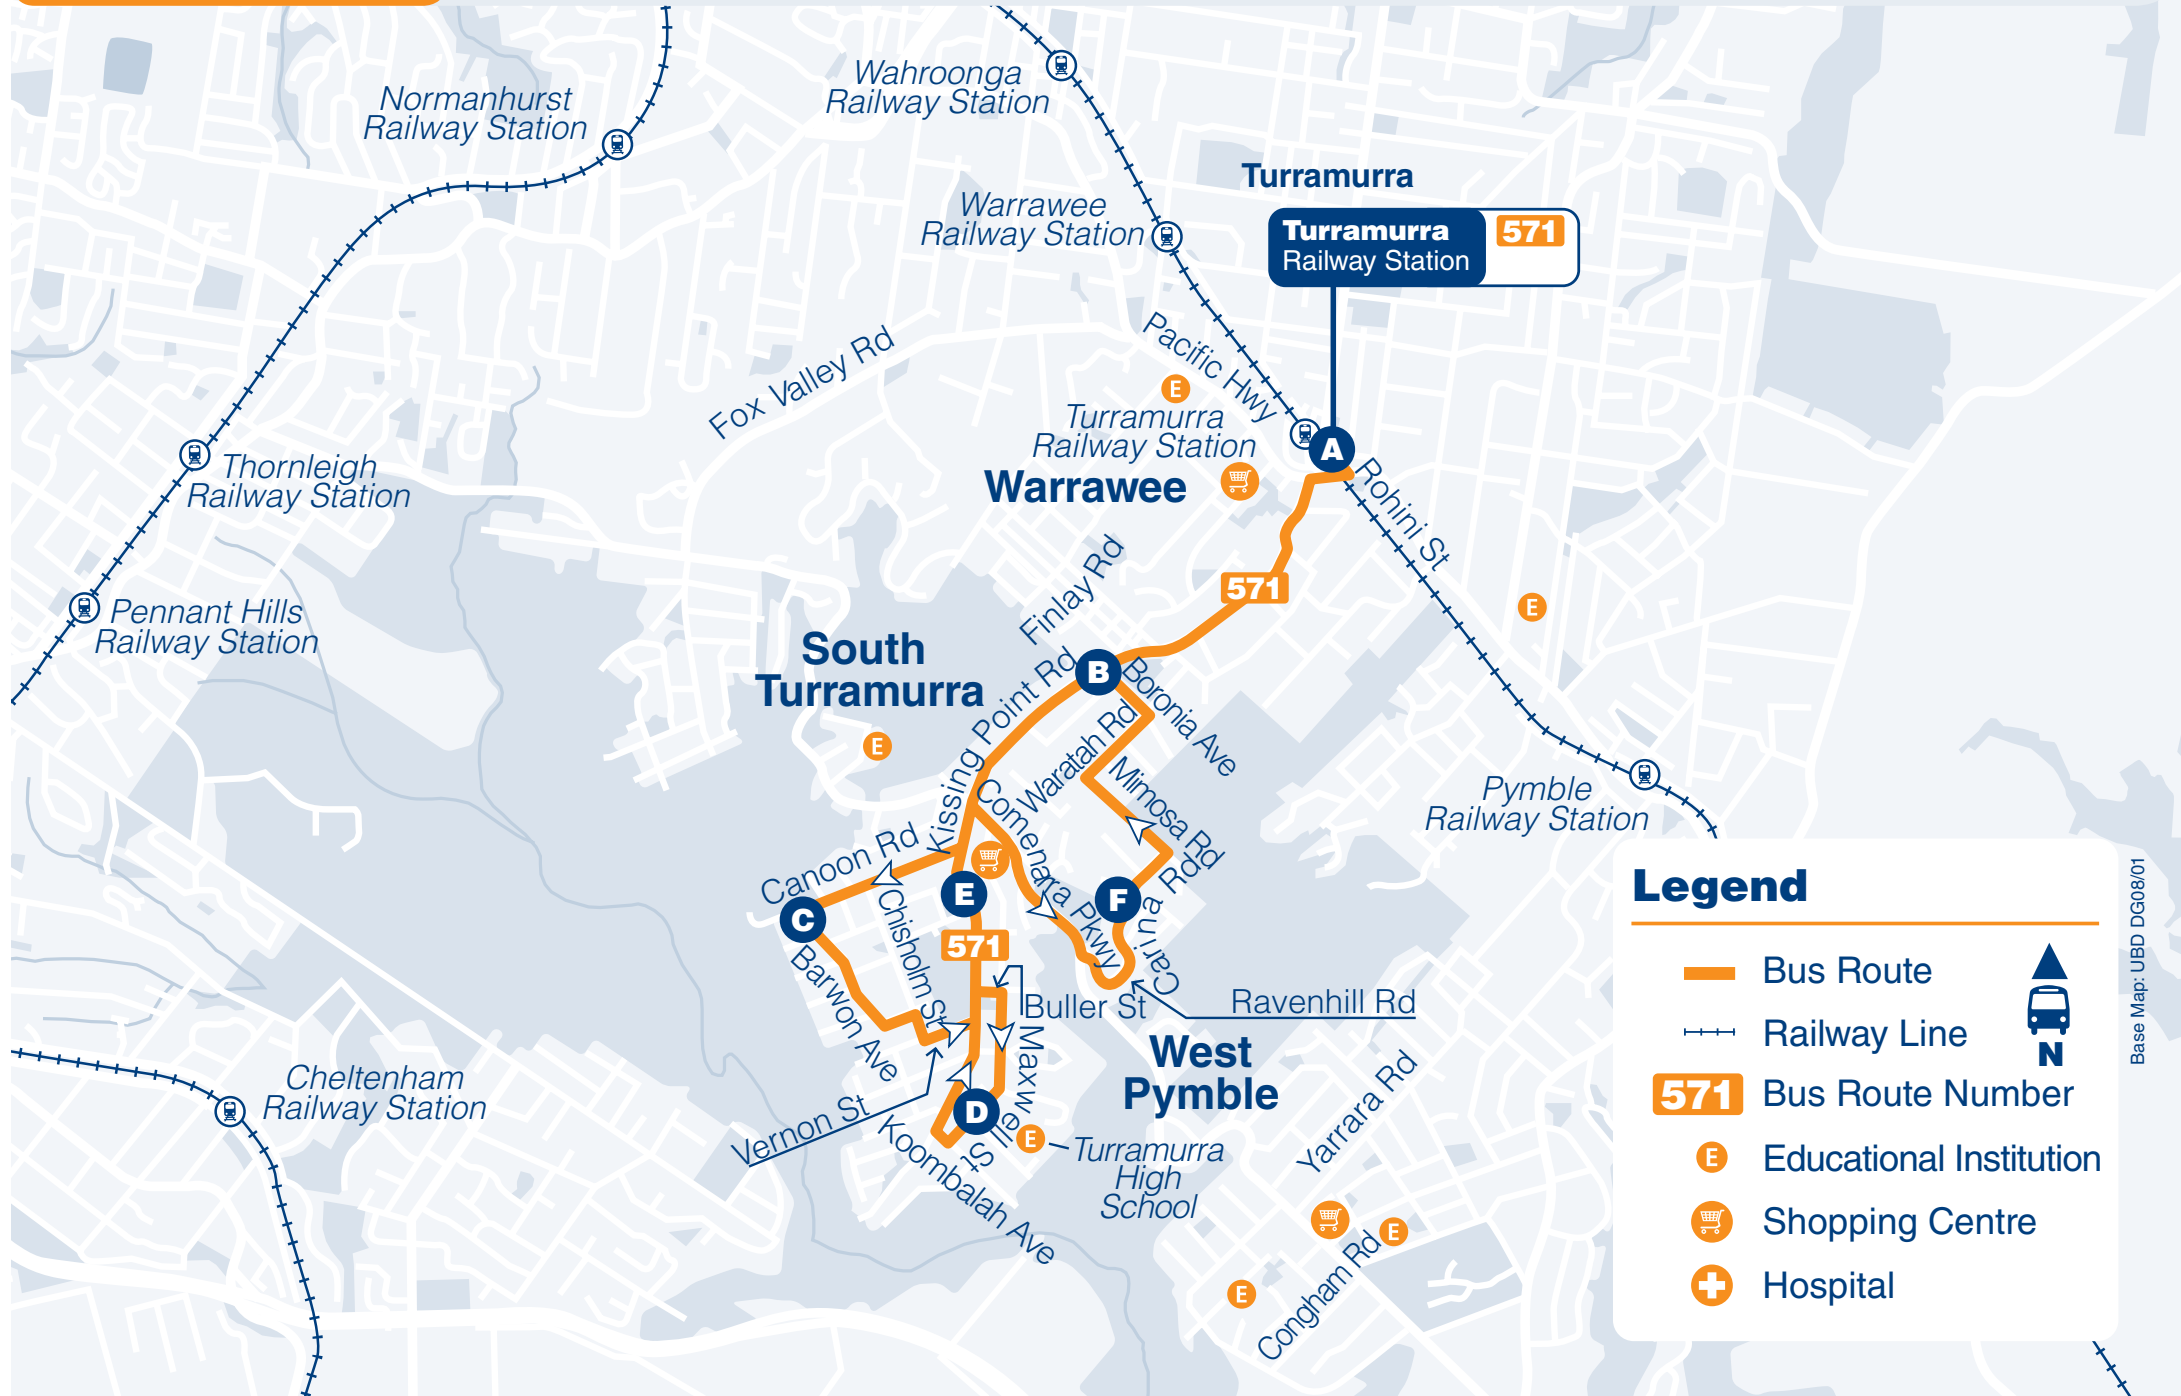 Normanhurst
Railway Station
Wahroonga
Railway Station
Warrawee
Railway Station
Turramurra
Turramurra
Railway Station
571
Pacific Hwy
Fox Valley Rd
Turramurra
Railway Station
A
Warrawee
Rohini St
Thornleigh
Railway Station
Pennant Hills
Railway Station
Finlay Rd
571
South
Turramurra
Kissing Point Rd
B
Boronia Ave
Waratah Rd
Mimosa Rd
Comenarra Pkwy
Pymble
Railway Station
Canoon Rd
C
E
F
Carina Rd
Chisholm St
571
Barwon Ave
Buller St
Ravenhill Rd
Maxwell St
West
Pymble
Vernon St
D
Koombalah Ave
Turramurra
High
School
Yarrara Rd
Congham Rd
Cheltenham
Railway Station
E
E
E
E
E
E
Legend
Bus Route
Railway Line
N
571
Bus Route Number
E
Educational Institution
Shopping Centre
Hospital
Base Map: UBD DG08/01